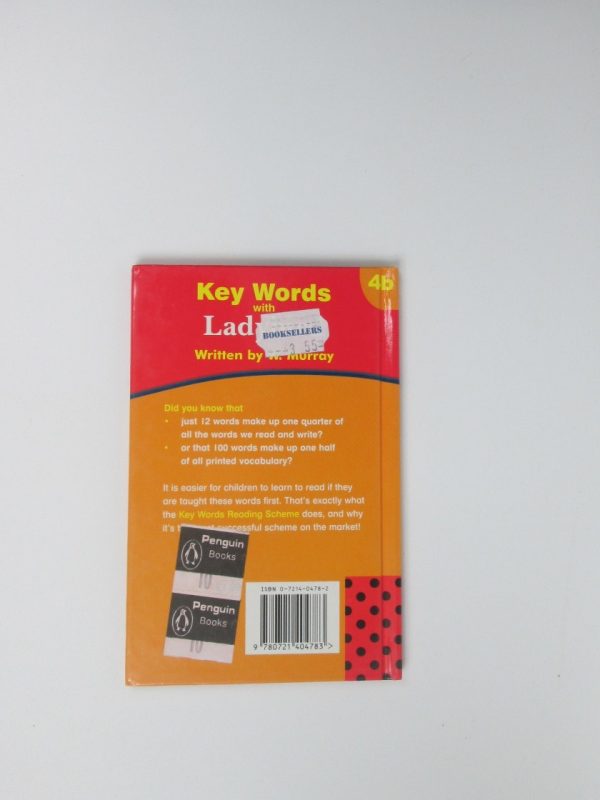 4b
Key Words
with
Lad
BOOKSELLERS
3 55
Written by W. Murray
Did you know that
• just 12 words make up one quarter of
all the words we read and write?
• or that 100 words make up one half
of all printed vocabulary?
It is easier for children to learn to read if they
are taught these words first. That's exactly what
the Key Words Reading Scheme does, and why
it's successful scheme on the market!
Penguin
Books
10
Penguin
Books
10
ISBN 0-7214-0478-2
9 780721 404783 >